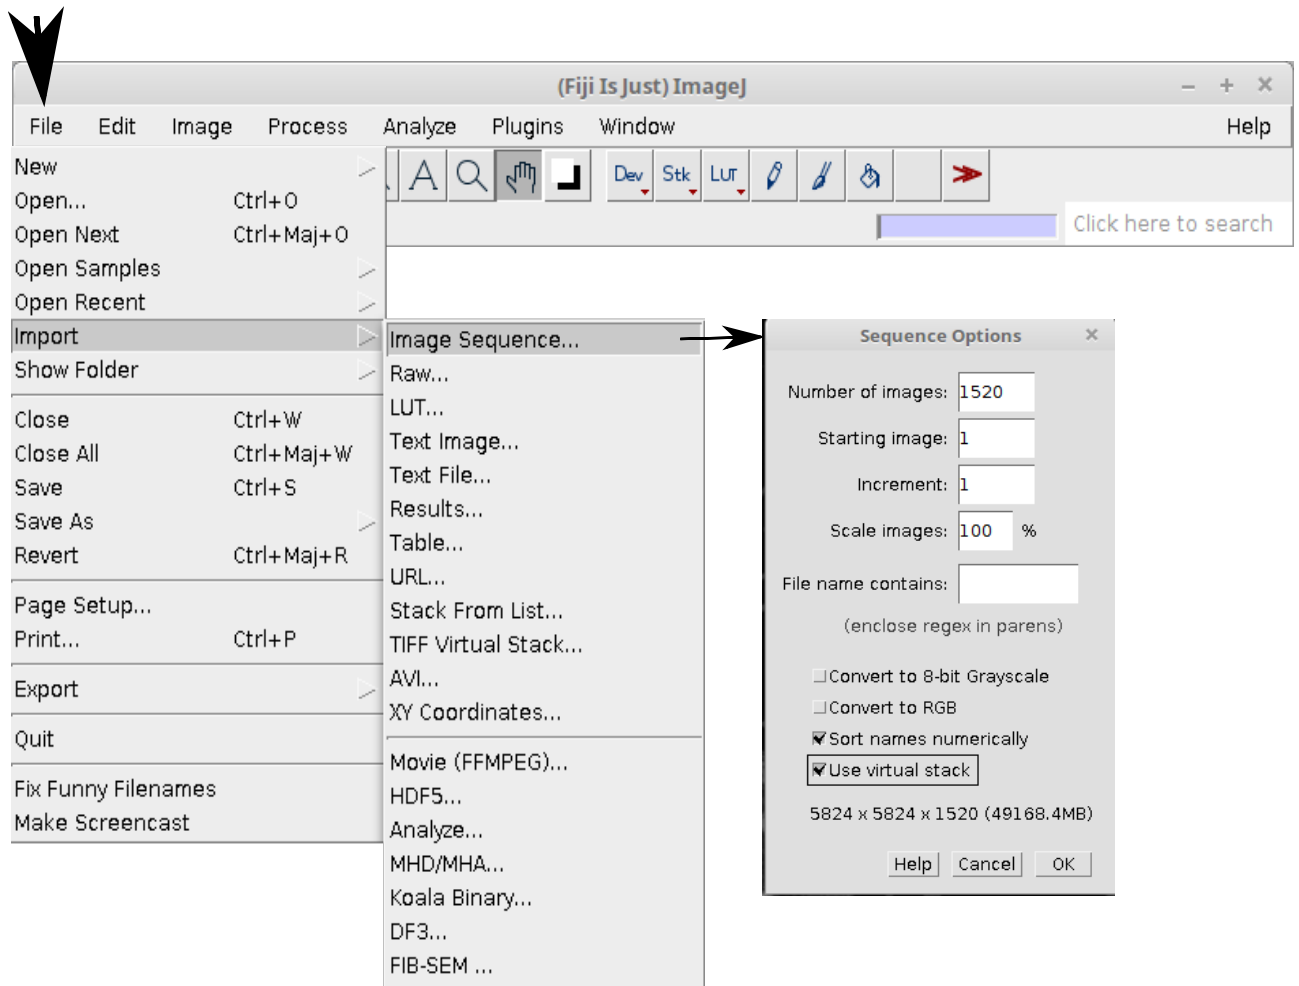 (Fiji Is Just) ImageJ
File Edit Image Process Analyze Plugins Window Help
New
Open... Ctrl+O
Open Next Ctrl+Maj+O
Open Samples
Open Recent
Import
Show Folder
Close Ctrl+W
Close All Ctrl+Maj+W
Save Ctrl+S
Save As
Revert Ctrl+Maj+R
Page Setup...
Print... Ctrl+P
Export
Quit
Fix Funny Filenames
Make Screencast
A Dev Stk LUT
Click here to search
Image Sequence...
Raw...
LUT...
Text Image...
Text File...
Results...
Table...
URL...
Stack From List...
TIFF Virtual Stack...
AVI...
XY Coordinates...
Movie (FFMPEG)...
HDF5...
Analyze...
MHD/MHA...
Koala Binary...
DF3...
FIB-SEM ...
Sequence Options
Number of images: 1520
Starting image: 1
Increment: 1
Scale images: 100 %
File name contains:
(enclose regex in parens)
Convert to 8-bit Grayscale
Convert to RGB
Sort names numerically
Use virtual stack
5824 x 5824 x 1520 (49168.4MB)
Help Cancel OK